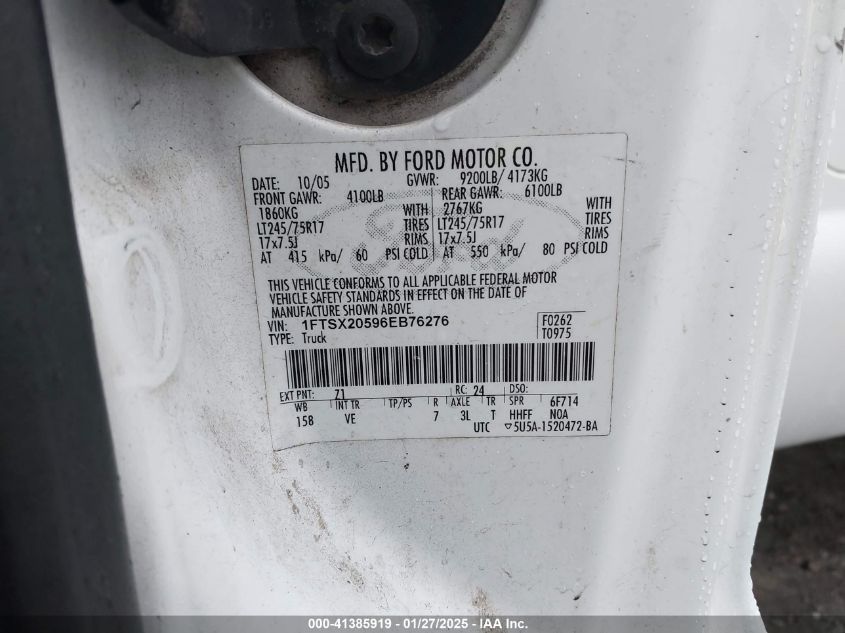 MFD. BY FORD MOTOR CO.
DATE: 10/05 GVWR: 9200LB/ 4173KG
FRONT GAWR: 4100LB REAR GAWR: 6100LB
1860KG WITH 2767KG WITH
LT245/75R17 TIRES LT245/75R17 TIRES
17x7.5J RIMS 17x7.5J RIMS
AT 415 kPa/ 60 PSI COLD AT 550 kPa/ 80 PSI COLD
Ford
THIS VEHICLE CONFORMS TO ALL APPLICABLE FEDERAL MOTOR
VEHICLE SAFETY STANDARDS IN EFFECT ON THE DATE OF
MANUFACTURE SHOWN ABOVE.
VIN: 1FTSX20596EB76276 F0262
TYPE: Truck T0975
EXT PNT: Z1 RC: 24 DSO:
WB INT TR TP/PS R AXLE TR SPR 6F714
158 VE 7 3L T HHFF NOA
UTC ▽5U5A-1520472-BA
000-41385919 - 01/27/2025 - IAA Inc.